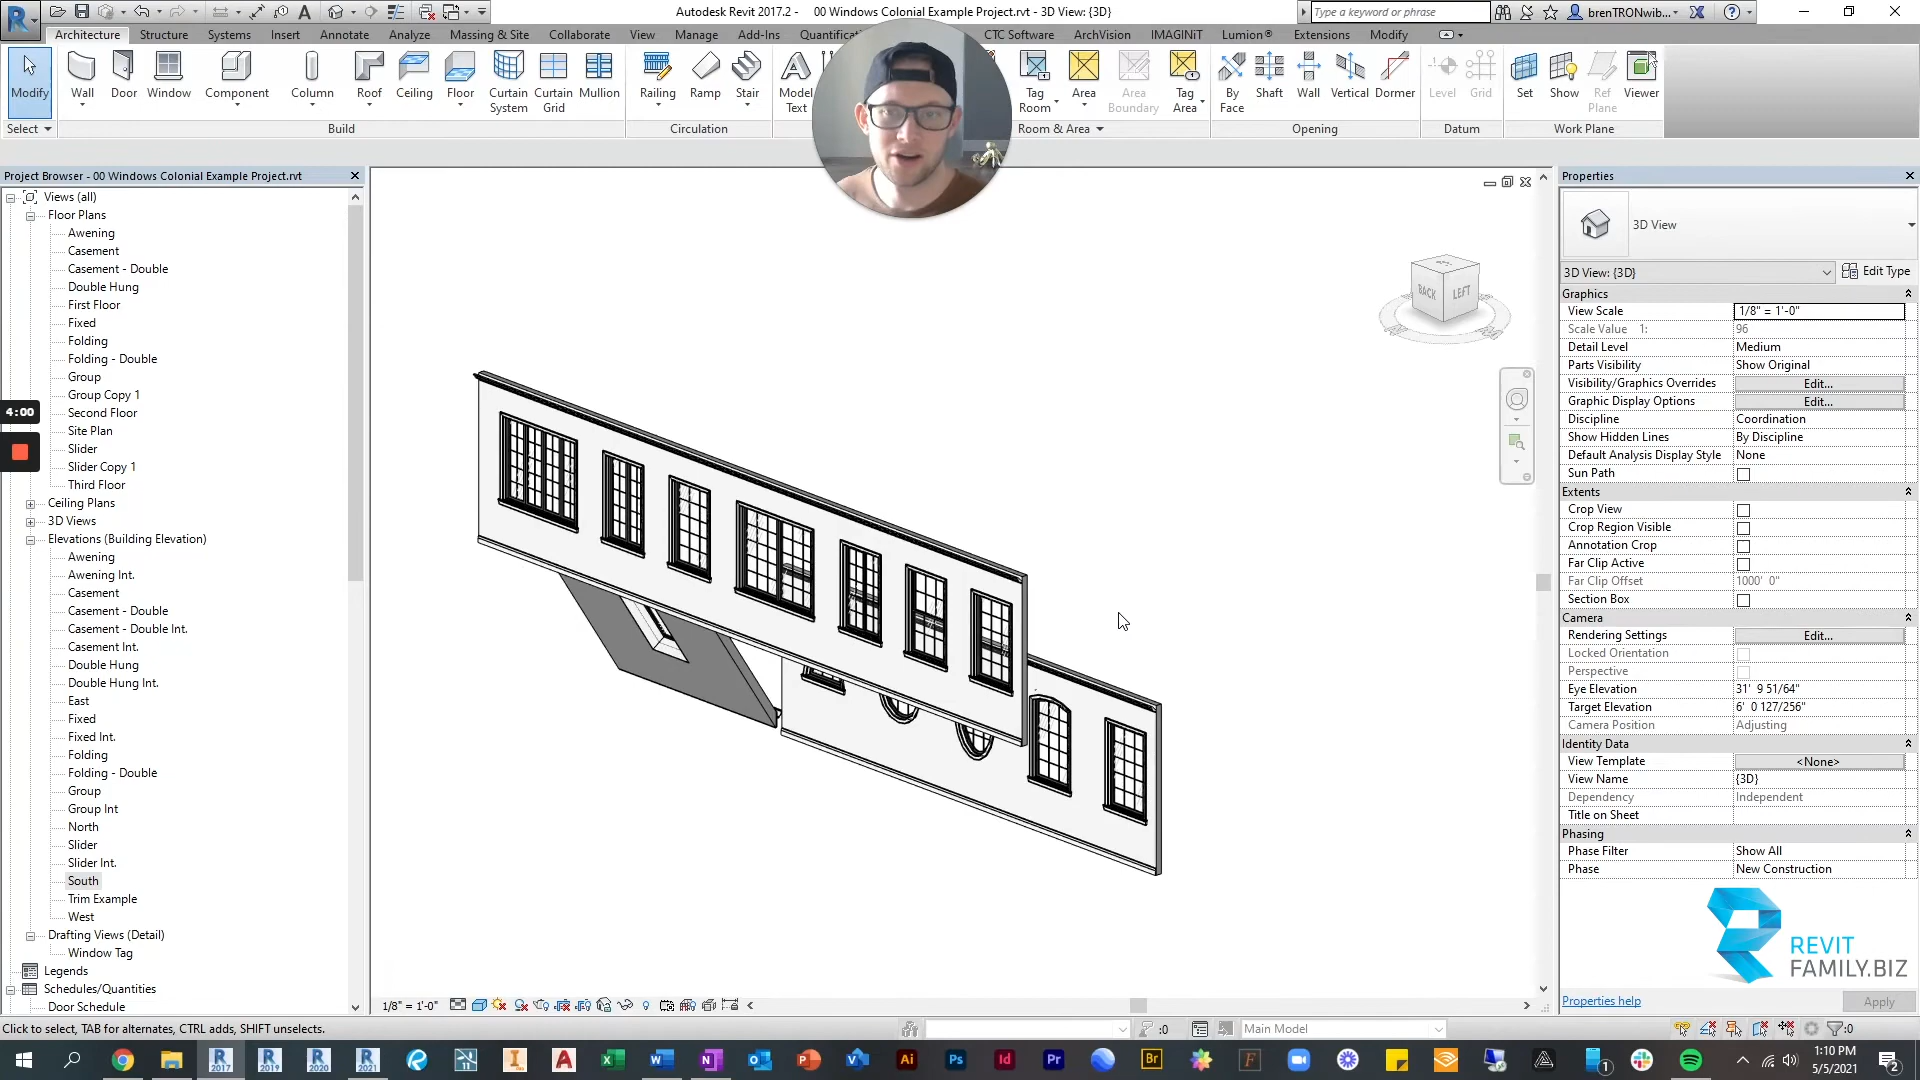 Autodesk Revit 2017.2 - 00 Windows Colonial Example Project.rvt - 3D View: {3D}
Type a keyword or phrase
brenTRONwib...
Architecture Structure Systems Insert Annotate Analyze Massing & Site Collaborate View Manage Add-Ins CTC Software ArchVision IMAGINiT Lumion® Extensions Modify
Modify Wall Door Window Component Column Roof Ceiling Floor Curtain System Curtain Grid Mullion Railing Ramp Stair Model Text Tag Room Area Area Boundary Tag Area By Face Shaft Wall Vertical Dormer Level Grid Set Show Ref Plane Viewer
Select Build Circulation Room & Area Opening Datum Work Plane
Project Browser - 00 Windows Colonial Example Project.rvt
Views (all)
Floor Plans
Awening
Casement
Casement - Double
Double Hung
First Floor
Fixed
Folding
Folding - Double
Group
Group Copy 1
Second Floor
Site Plan
Slider
Slider Copy 1
Third Floor
Ceiling Plans
3D Views
Elevations (Building Elevation)
Awening
Awening Int.
Casement
Casement - Double
Casement - Double Int.
Casement Int.
Double Hung
Double Hung Int.
East
Fixed
Fixed Int.
Folding
Folding - Double
Group
Group Int
North
Slider
Slider Int.
South
Trim Example
West
Drafting Views (Detail)
Window Tag
Legends
Schedules/Quantities
Door Schedule
4:00
BACK LEFT
Properties
3D View
3D View: {3D} Edit Type
Graphics
View Scale 1/8" = 1'-0"
Scale Value 1: 96
Detail Level Medium
Parts Visibility Show Original
Visibility/Graphics Overrides Edit...
Graphic Display Options Edit...
Discipline Coordination
Show Hidden Lines By Discipline
Default Analysis Display Style None
Sun Path
Extents
Crop View
Crop Region Visible
Annotation Crop
Far Clip Active
Far Clip Offset 1000' 0"
Section Box
Camera
Rendering Settings Edit...
Locked Orientation
Perspective
Eye Elevation 31' 9 51/64"
Target Elevation 6' 0 127/256"
Camera Position Adjusting
Identity Data
View Template <None>
View Name {3D}
Dependency Independent
Title on Sheet
Phasing
Phase Filter Show All
Phase New Construction
REVIT
FAMILY.BIZ
Properties help Apply
1/8" = 1'-0"
Click to select, TAB for alternates, CTRL adds, SHIFT unselects.
:0 Main Model :0
1:10 PM
5/5/2021